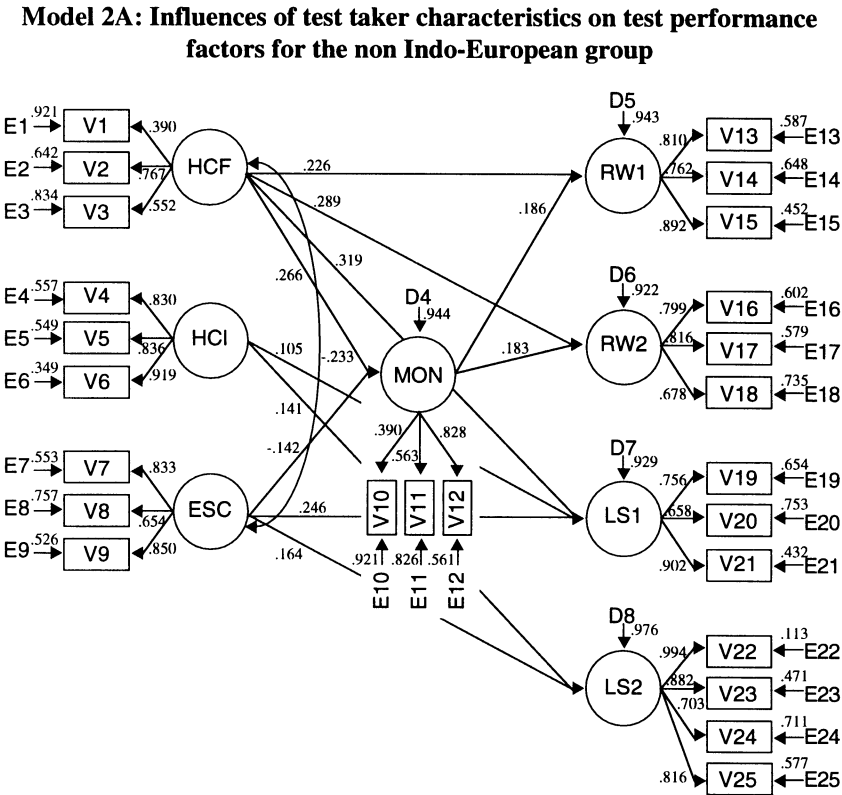 Model 2A: Influences of test taker characteristics on test performance
factors for the non Indo-European group
E1 .921 V1 .390
E2 .642 V2 .767
E3 .834 V3 .552
HCF
E4 .557 V4 .830
E5 .549 V5 .836
E6 .349 V6 .919
HCI
E7 .553 V7 .833
E8 .757 V8 .654
E9 .526 V9 .850
ESC
.226
.289
.319
.266
-.233
.105
.141
-.142
.246
.164
D4
.944
MON
.186
.183
.390 .563 .828
V10 V11 V12
.921 .826 .561
E10 E11 E12
D5
.943
RW1
.810 V13 .587 E13
.762 V14 .648 E14
.892 V15 .452 E15
D6
.922
RW2
.799 V16 .602 E16
.816 V17 .579 E17
.678 V18 .735 E18
D7
.929
LS1
.756 V19 .654 E19
.658 V20 .753 E20
.902 V21 .432 E21
D8
.976
LS2
.994 V22 .113 E22
.882 V23 .471 E23
.703 V24 .711 E24
.816 V25 .577 E25